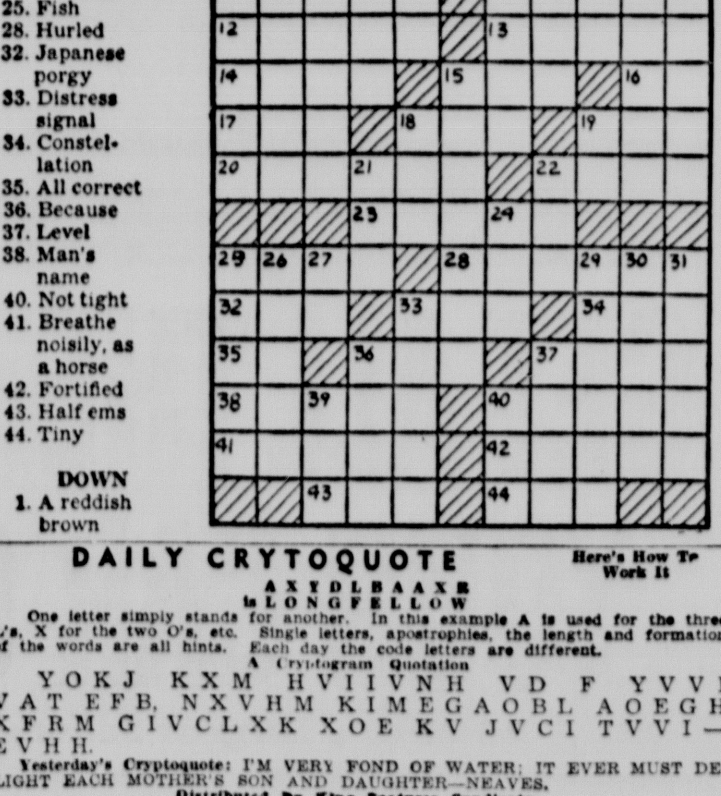 25. Fish
28. Hurled
32. Japanese
porgy
33. Distress
signal
34. Constel-
lation
35. All correct
36. Because
37. Level
38. Man's
name
40. Not tight
41. Breathe
noisily, as
a horse
42. Fortified
43. Half ems
44. Tiny
DOWN
1. A reddish
brown
12 13
14 15 16
17 18 19
20 21 22
23 24
25 26 27 28 29 30 31
32 33 34
35 36 37
38 39 40
41 42
43 44
DAILY CRYTOQUOTE
Here's How To
Work It
A X Y D L B A A X R
is L O N G F E L L O W
One letter simply stands for another. In this example A is used for the three
's, X for the two O's, etc. Single letters, apostrophies, the length and formation
of the words are all hints. Each day the code letters are different.
A Cryptogram Quotation
Y O K J K X M H V I I V N H V D F Y V V
V A T E F B, N X V H M K I M E G A O B L A O E G H
K F R M G I V C L X K X O E K V J V C I T V V I —
E V H H.
Yesterday's Cryptoquote: I'M VERY FOND OF WATER; IT EVER MUST DE
LIGHT EACH MOTHER'S SON AND DAUGHTER—NEAVES.